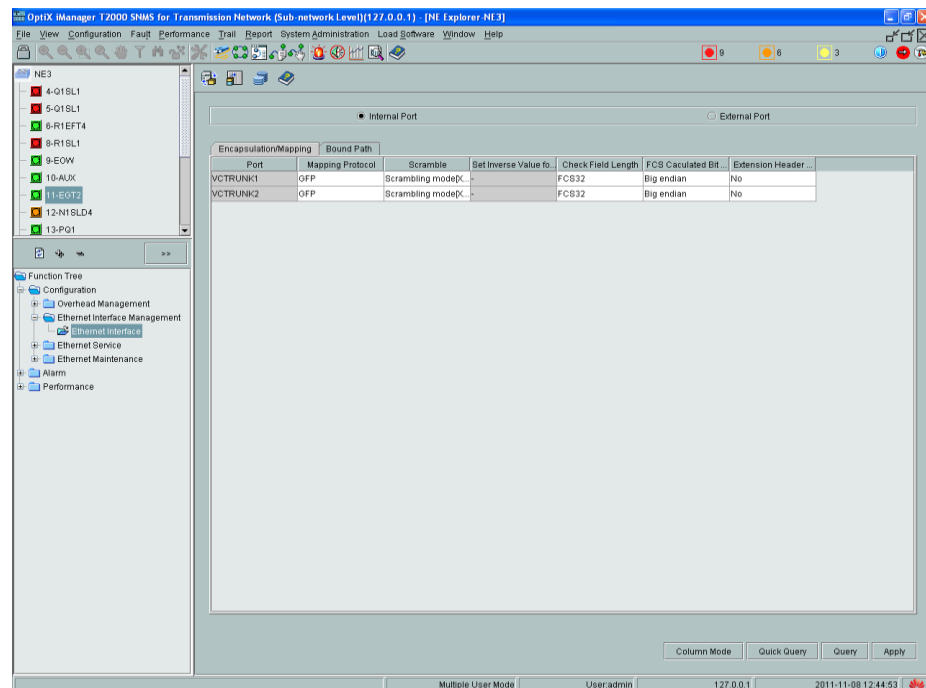 OptiX iManager T2000 SNMS for Transmission Network (Sub-network Level)(127.0.0.1) - [NE Explorer-NE3]
File View Configuration Fault Performance Trail Report System Administration Load Software Window Help
9 6 3
NE3
4-Q1SL1
5-Q1SL1
6-R1EFT4
8-R1SL1
9-EOW
10-AUX
11-EGT2
12-N1SLD4
13-PQ1
>>
Function Tree
Configuration
Overhead Management
Ethernet Interface Management
Ethernet Interface
Ethernet Service
Ethernet Maintenance
Alarm
Performance
Internal Port External Port
Encapsulation/Mapping Bound Path
Port Mapping Protocol Scramble Set Inverse Value fo... Check Field Length FCS Caculated Bit ... Extension Header ...
VCTRUNK1 GFP Scrambling mode[X... - FCS32 Big endian No
VCTRUNK2 GFP Scrambling mode[X... - FCS32 Big endian No
Column Mode Quick Query Query Apply
Multiple User Mode User:admin 127.0.0.1 2011-11-08 12:44:53